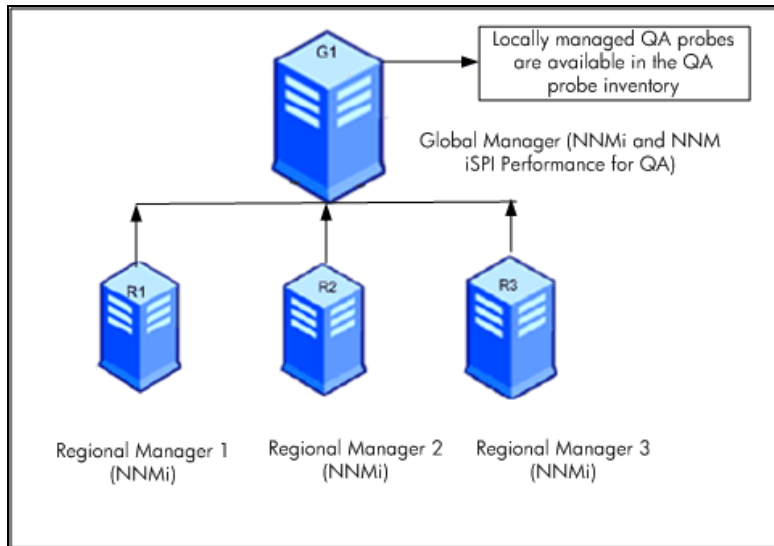 G1
Locally managed QA probes
are available in the QA
probe inventory
Global Manager (NNMi and NNM
iSPI Performance for QA)
R1
R2
R3
Regional Manager 1
(NNMi)
Regional Manager 2
(NNMi)
Regional Manager 3
(NNMi)